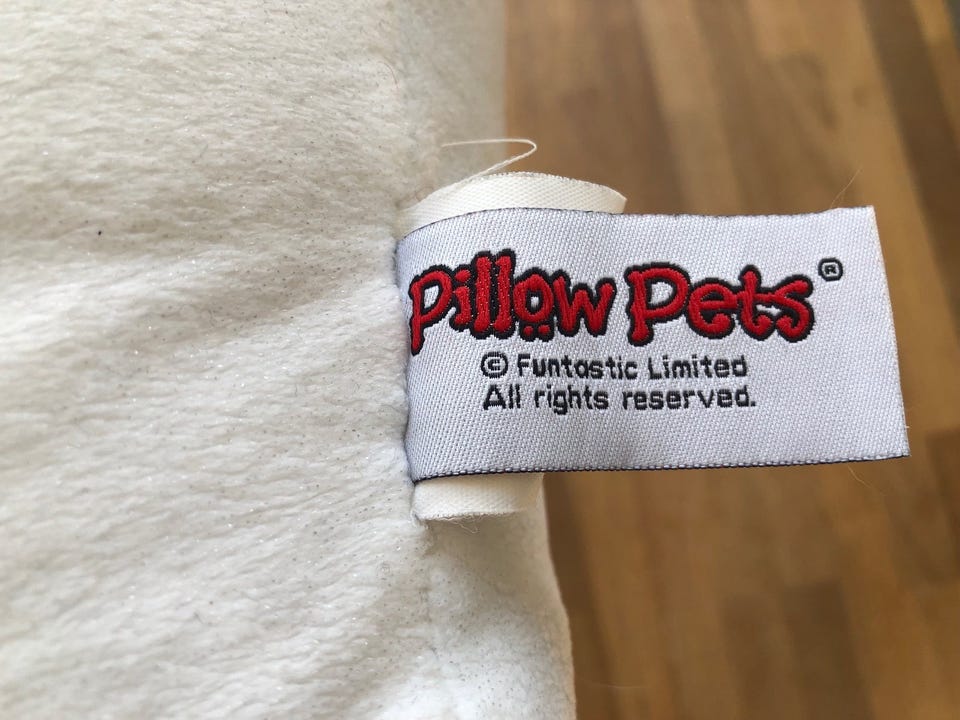 Pillow Pets®
© Funtastic Limited
All rights reserved.